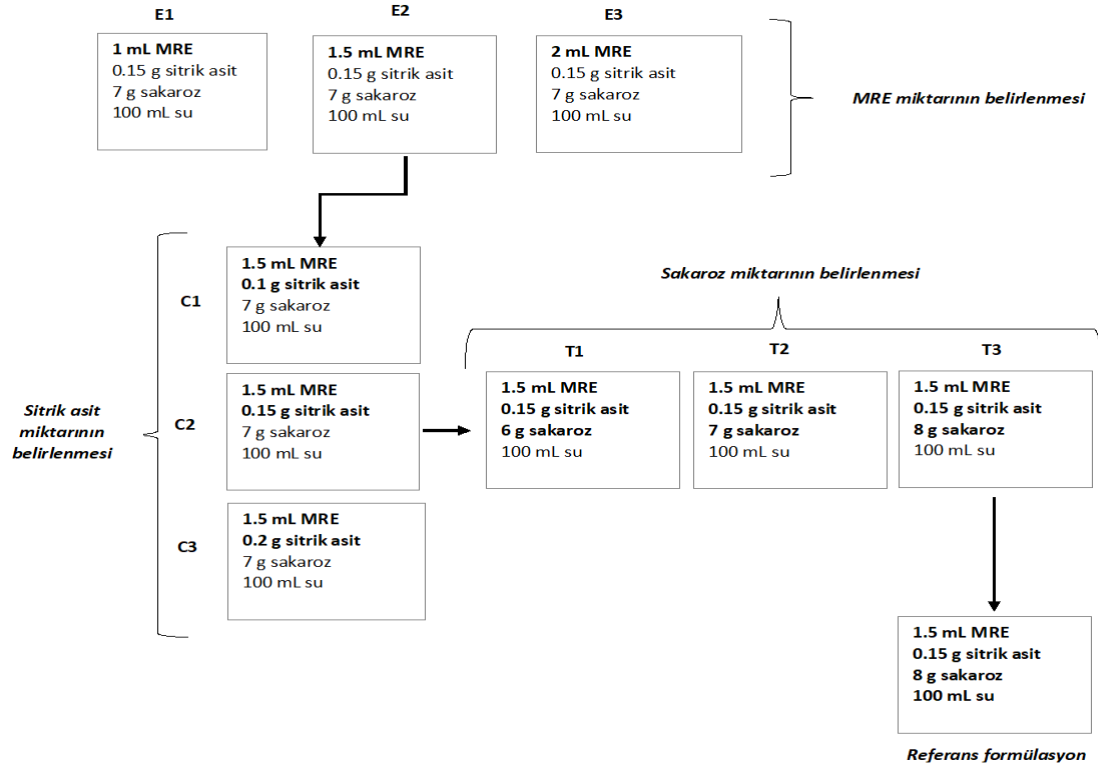 E1
1 mL MRE
0.15 g sitrik asit
7 g sakaroz
100 mL su
E2
1.5 mL MRE
0.15 g sitrik asit
7 g sakaroz
100 mL su
E3
2 mL MRE
0.15 g sitrik asit
7 g sakaroz
100 mL su
MRE miktarının belirlenmesi
Sitrik asit
miktarının
belirlenmesi
C1
1.5 mL MRE
0.1 g sitrik asit
7 g sakaroz
100 mL su
C2
1.5 mL MRE
0.15 g sitrik asit
7 g sakaroz
100 mL su
C3
1.5 mL MRE
0.2 g sitrik asit
7 g sakaroz
100 mL su
Sakaroz miktarının belirlenmesi
T1
1.5 mL MRE
0.15 g sitrik asit
6 g sakaroz
100 mL su
T2
1.5 mL MRE
0.15 g sitrik asit
7 g sakaroz
100 mL su
T3
1.5 mL MRE
0.15 g sitrik asit
8 g sakaroz
100 mL su
1.5 mL MRE
0.15 g sitrik asit
8 g sakaroz
100 mL su
Referans formülasyon